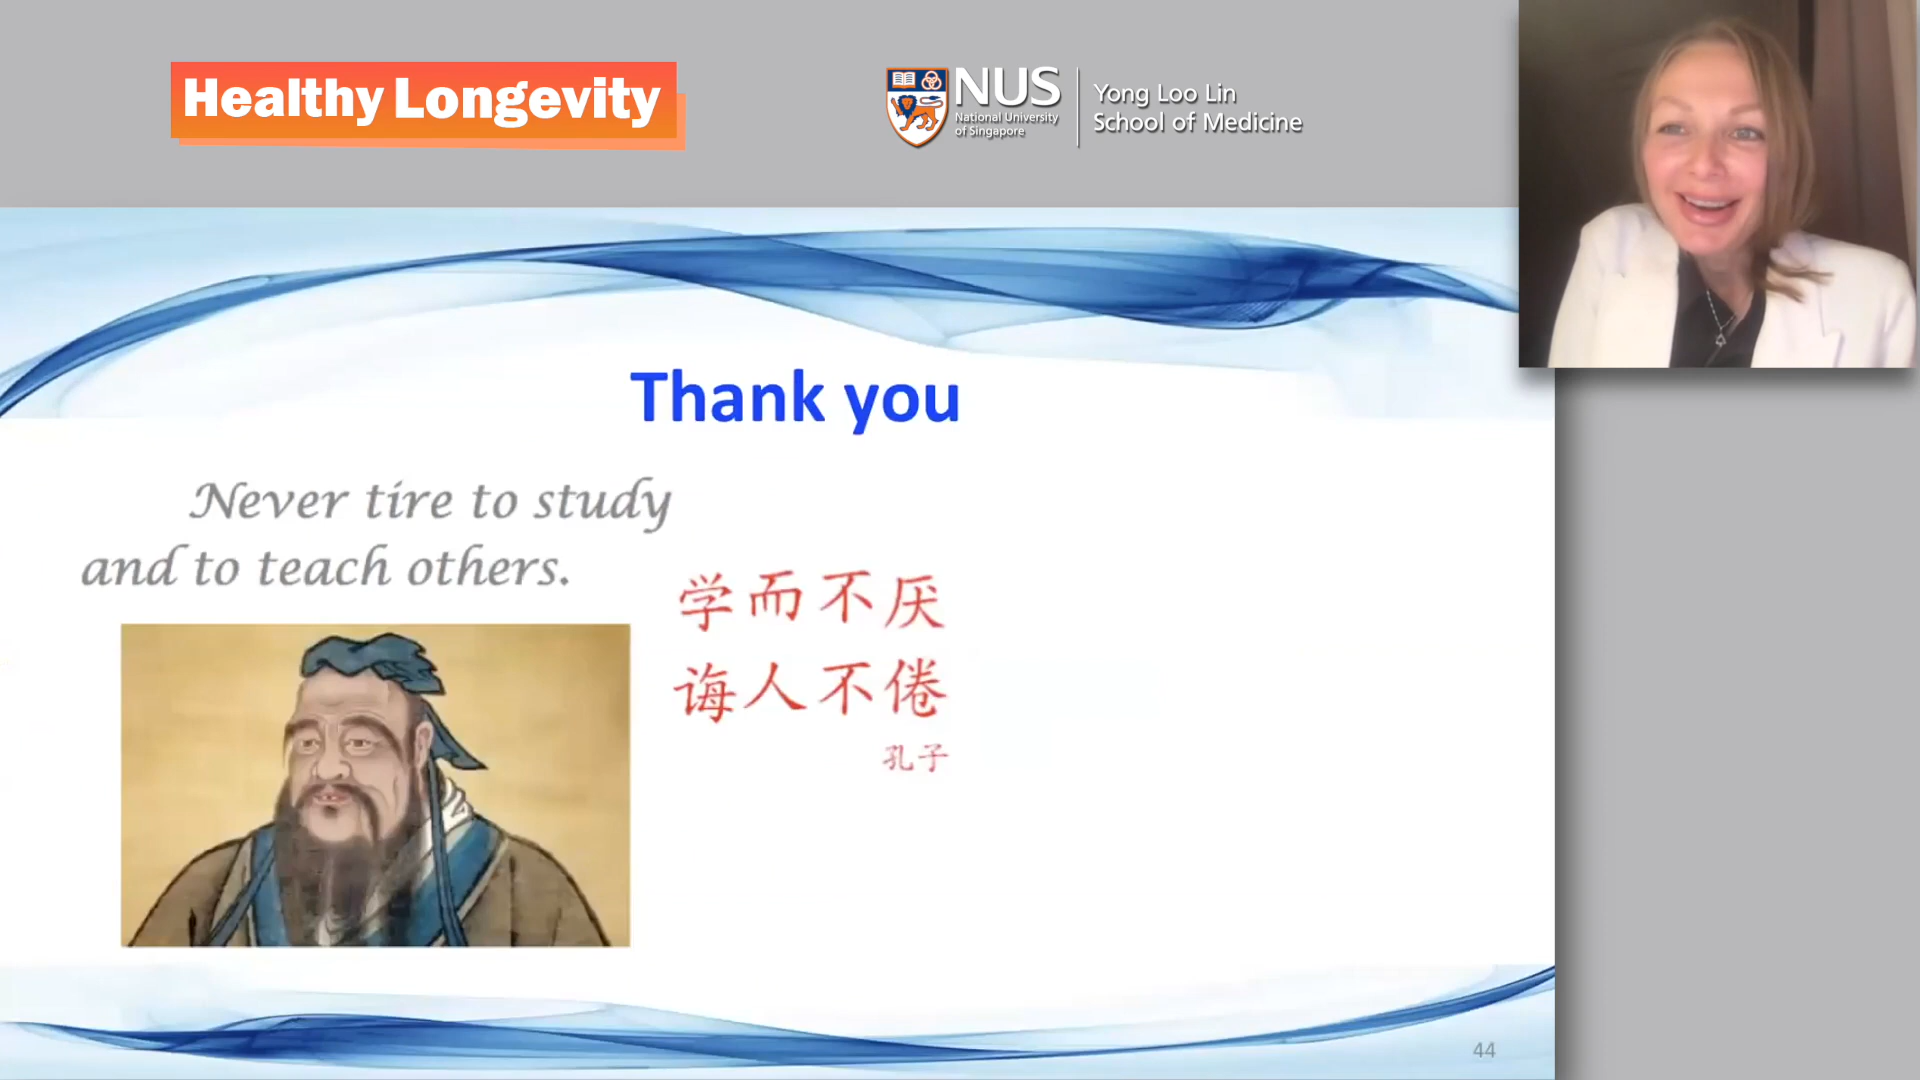 Healthy Longevity
NUS
National University
of Singapore
Yong Loo Lin
School of Medicine
Thank you
Never tire to study
and to teach others.
学而不厌
诲人不倦
孔子
44